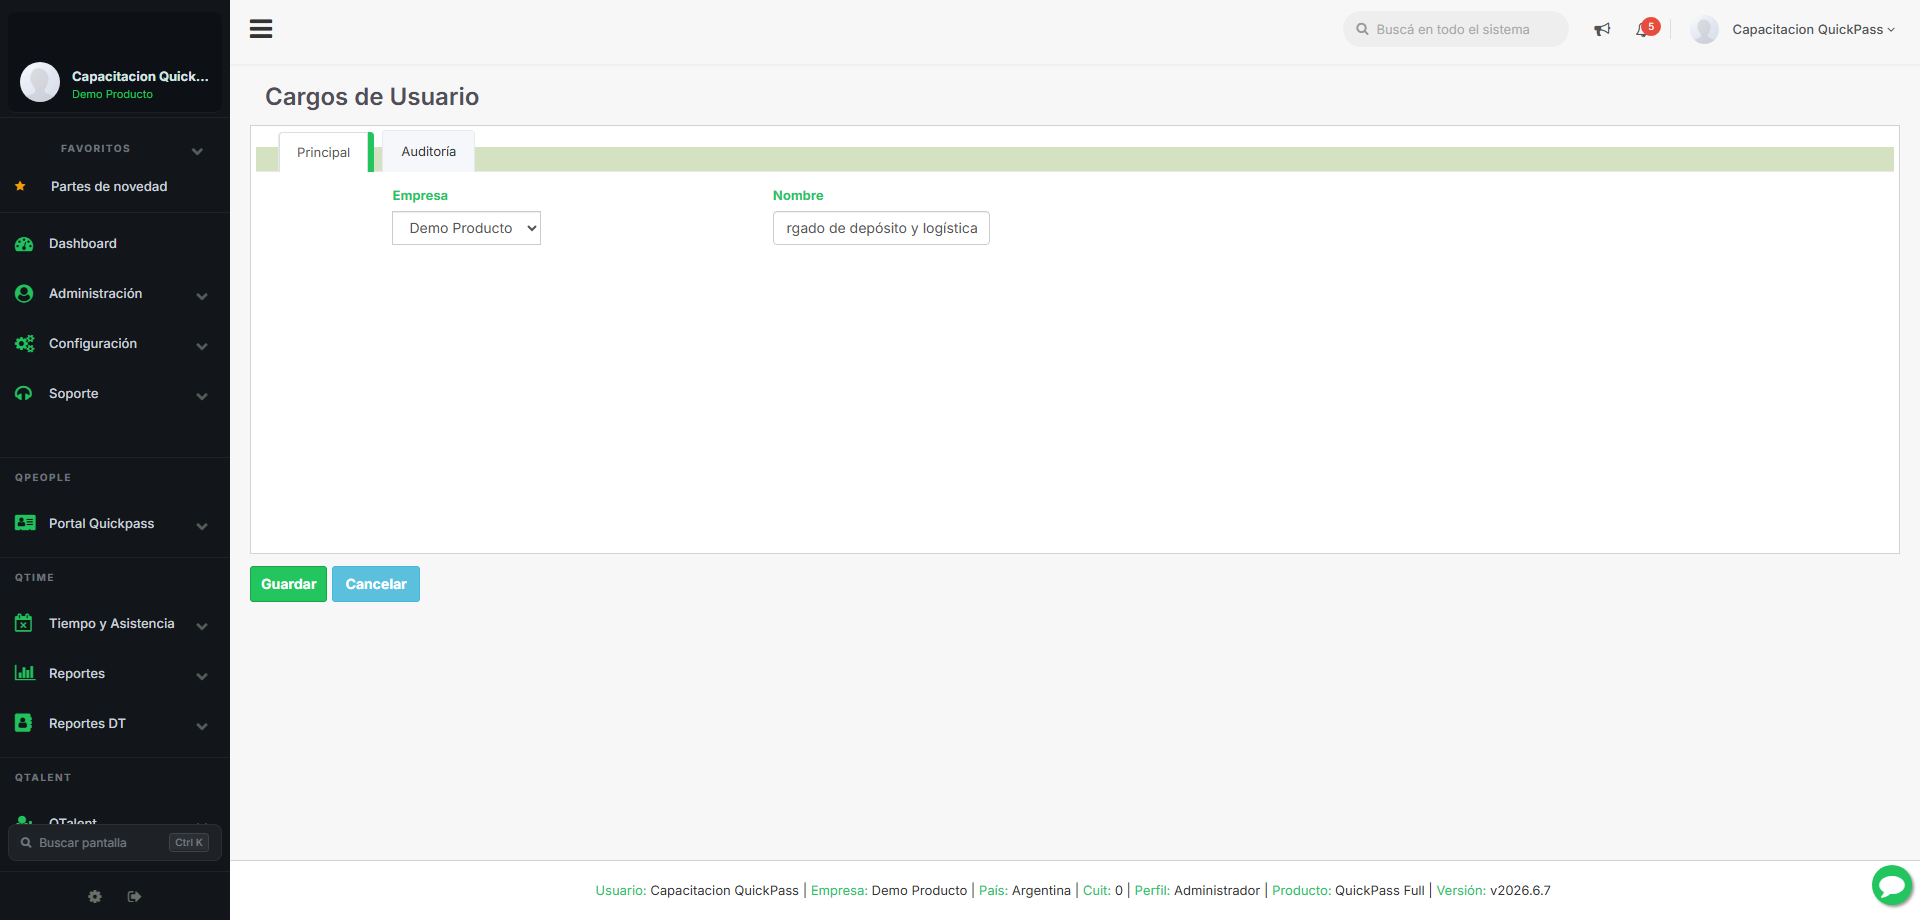 Capacitacion Quick...
Demo Producto
FAVORITOS
Partes de novedad
Dashboard
Administración
Configuración
Soporte
QPEOPLE
Portal Quickpass
QTIME
Tiempo y Asistencia
Reportes
Reportes DT
QTALENT
QTalent
Buscar pantalla
Ctrl K
Buscá en todo el sistema
5
Capacitacion QuickPass
Cargos de Usuario
Principal
Auditoría
Empresa
Nombre
Demo Producto
rgado de depósito y logística
Guardar
Cancelar
Usuario: Capacitacion QuickPass | Empresa: Demo Producto | País: Argentina | Cuit: 0 | Perfil: Administrador | Producto: QuickPass Full | Versión: v2026.6.7